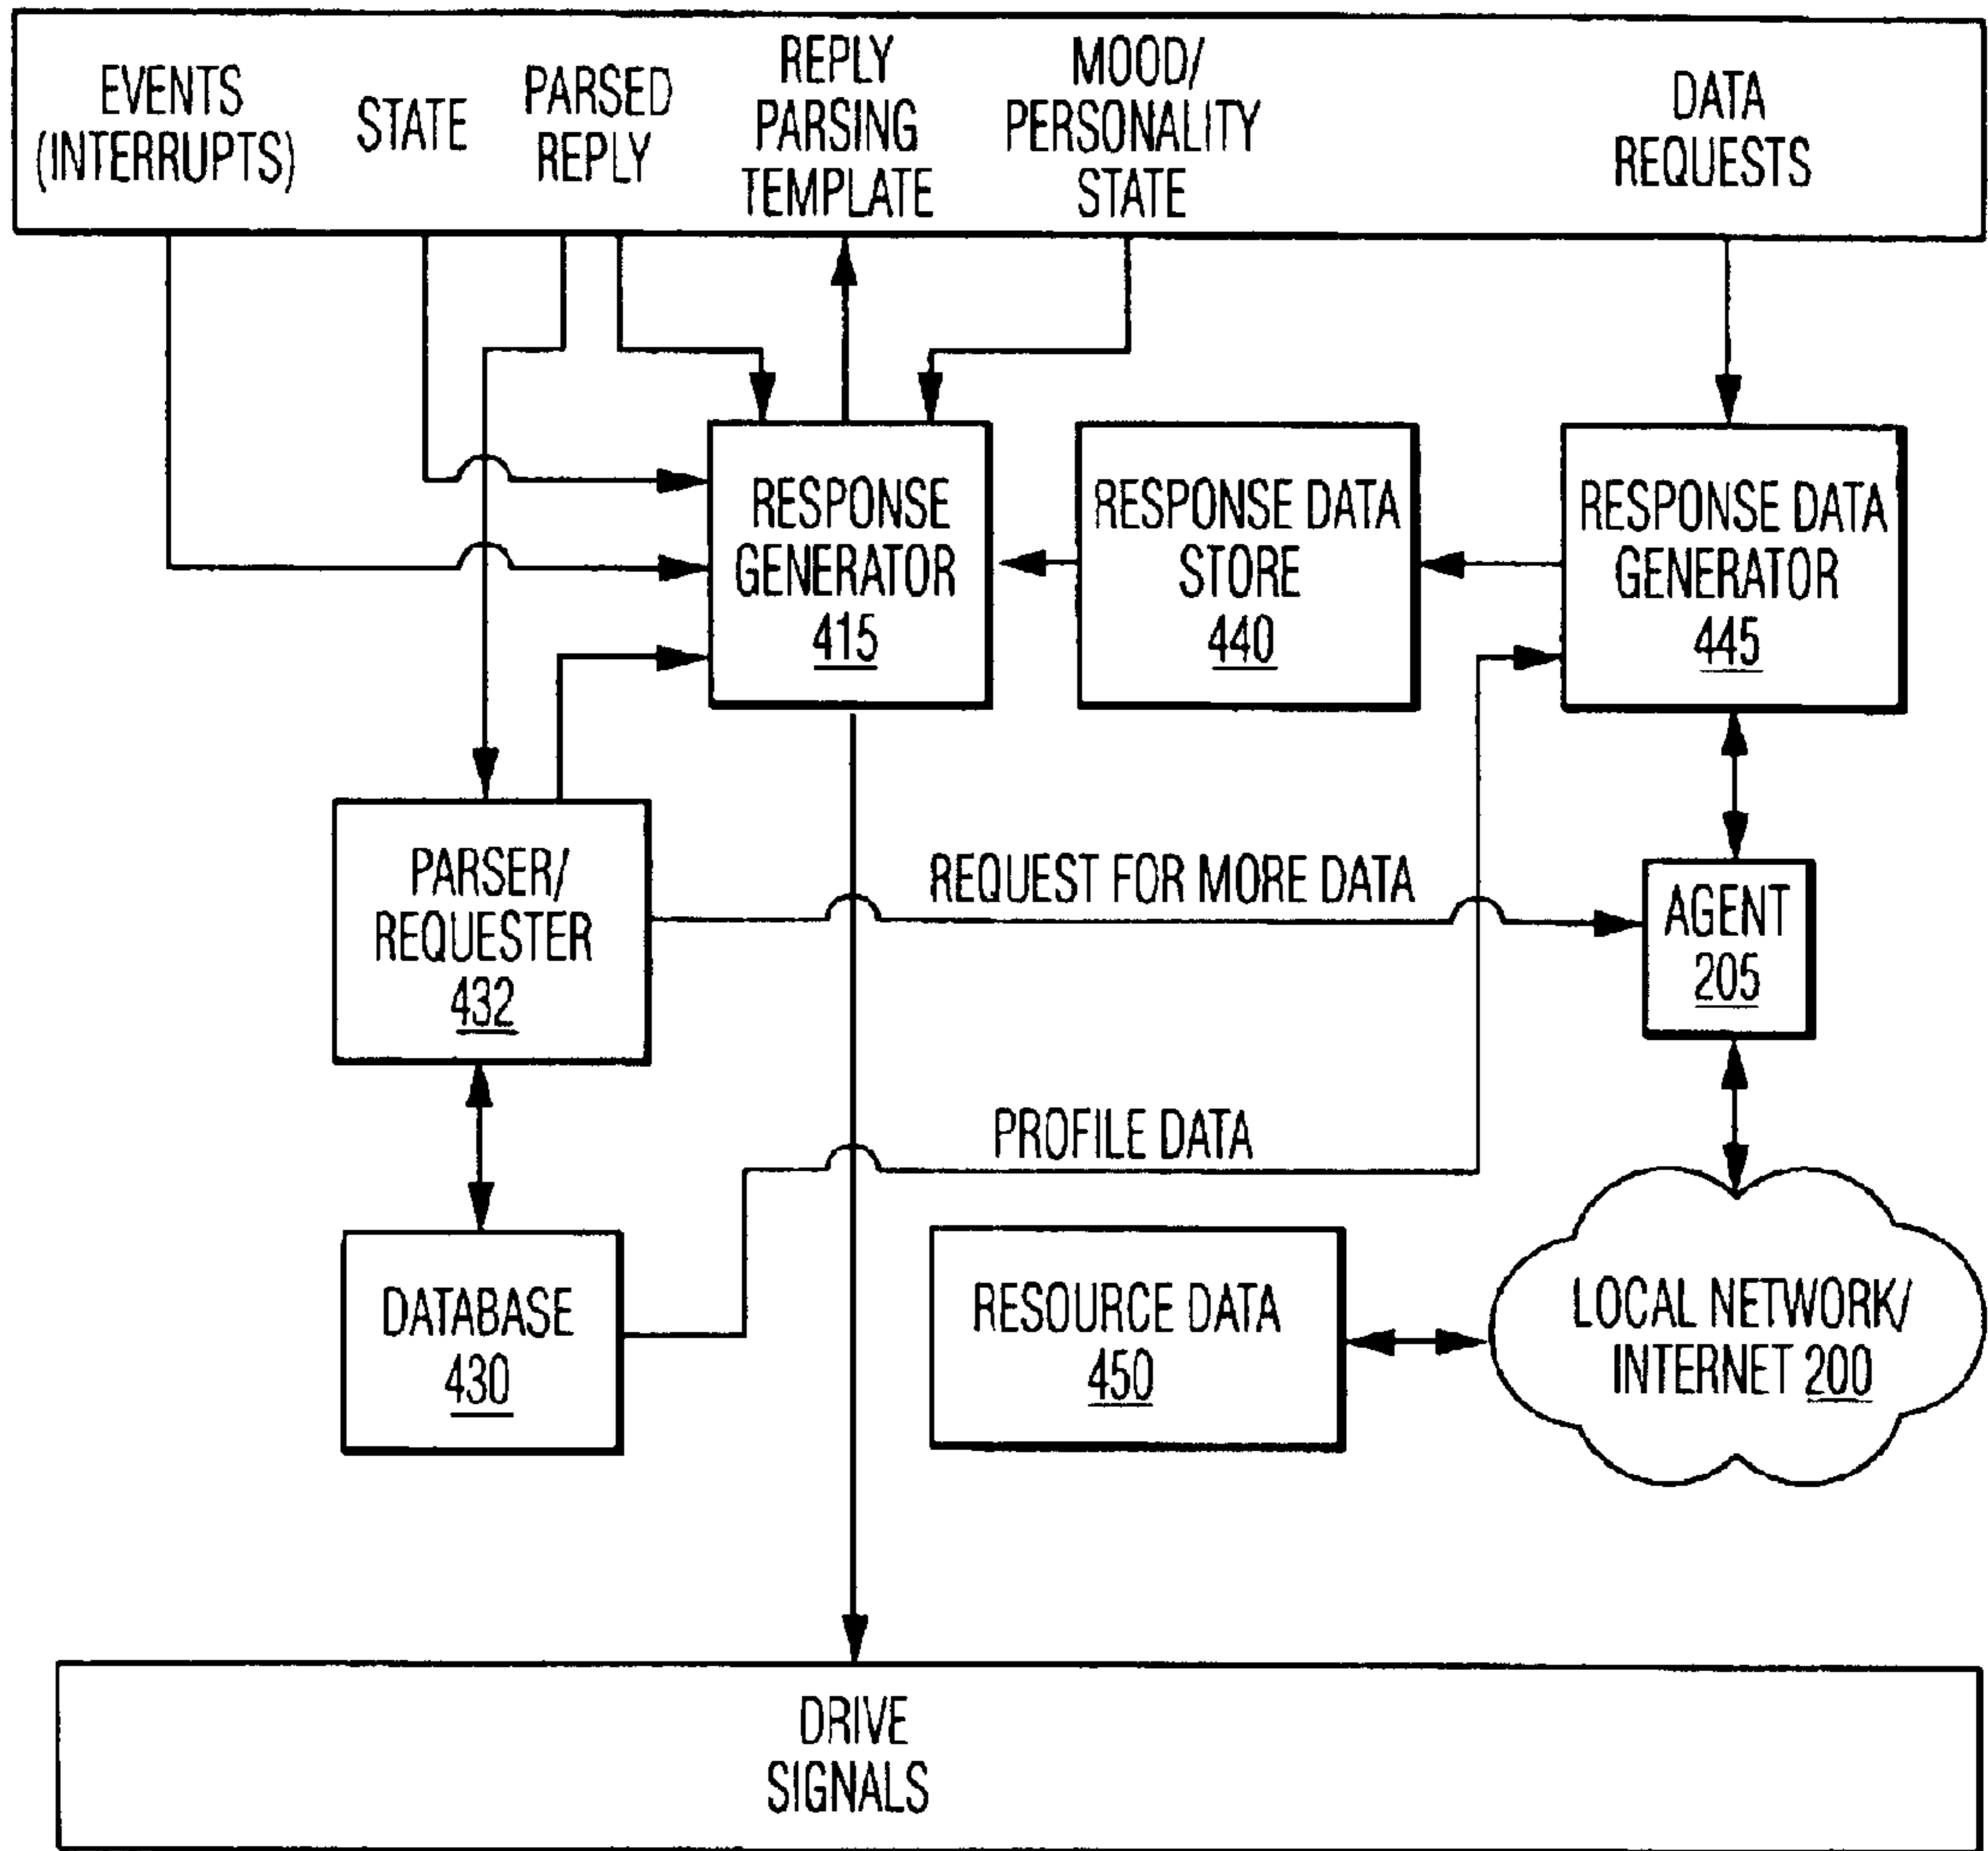 EVENTS
(INTERRUPTS)
STATE
PARSED
REPLY
REPLY
PARSING
TEMPLATE
MOOD/
PERSONALITY
STATE
DATA
REQUESTS
RESPONSE
GENERATOR
415
RESPONSE DATA
STORE
440
RESPONSE DATA
GENERATOR
445
PARSER/
REQUESTER
432
REQUEST FOR MORE DATA
AGENT
205
PROFILE DATA
DATABASE
430
RESOURCE DATA
450
LOCAL NETWORK/
INTERNET 200
DRIVE
SIGNALS